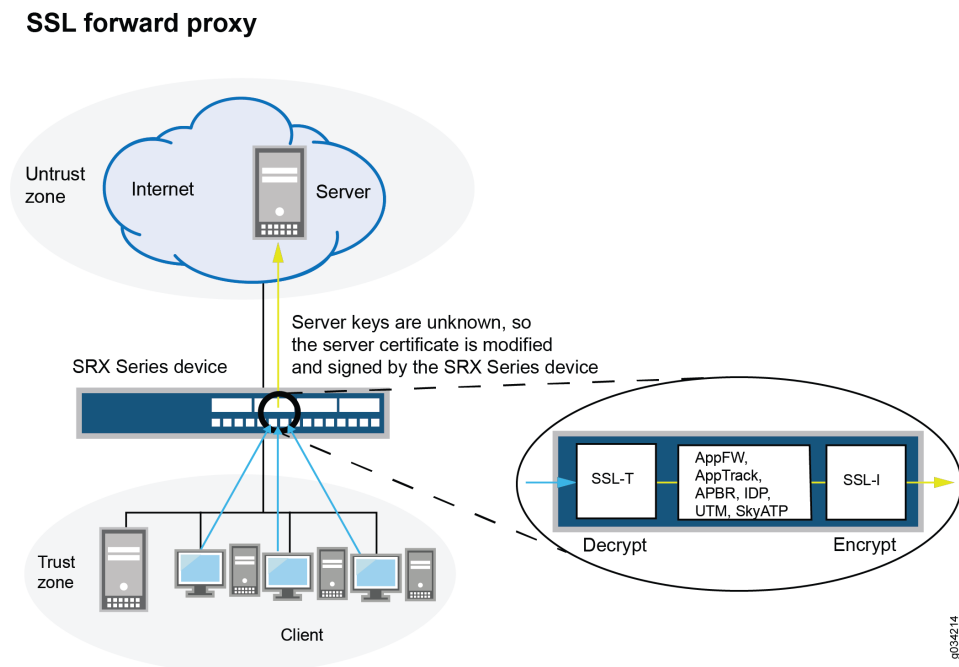 SSL forward proxy
Untrust
zone
Internet
Server
Server keys are unknown, so
the server certificate is modified
and signed by the SRX Series device
SRX Series device
SSL-T
AppFW,
AppTrack,
APBR, IDP,
UTM, SkyATP
SSL-I
Decrypt
Encrypt
Trust
zone
Client
g034214